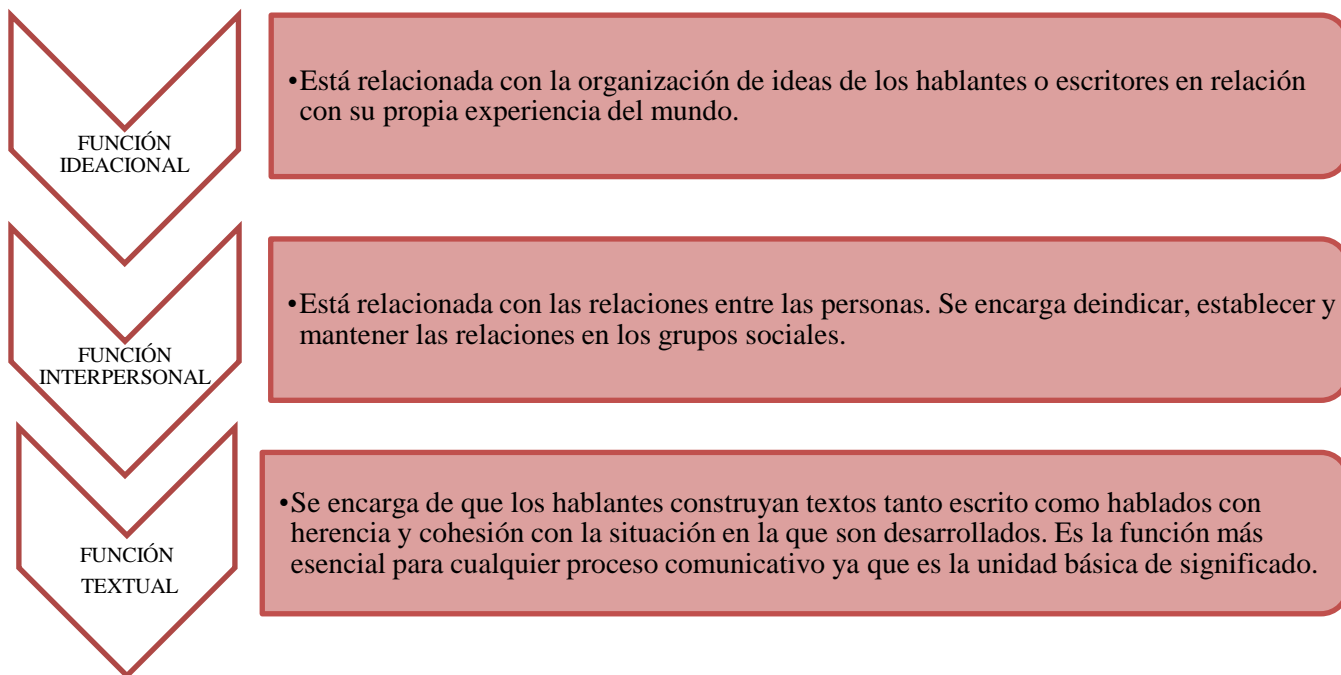 •Está relacionada con la organización de ideas de los hablantes o escritores en relación
con su propia experiencia del mundo.
FUNCIÓN
IDEACIONAL
•Está relacionada con las relaciones entre las personas. Se encarga deindicar, establecer y
mantener las relaciones en los grupos sociales.
FUNCIÓN
INTERPERSONAL
•Se encarga de que los hablantes construyan textos tanto escrito como hablados con
herencia y cohesión con la situación en la que son desarrollados. Es la función más
esencial para cualquier proceso comunicativo ya que es la unidad básica de significado.
FUNCIÓN
TEXTUAL